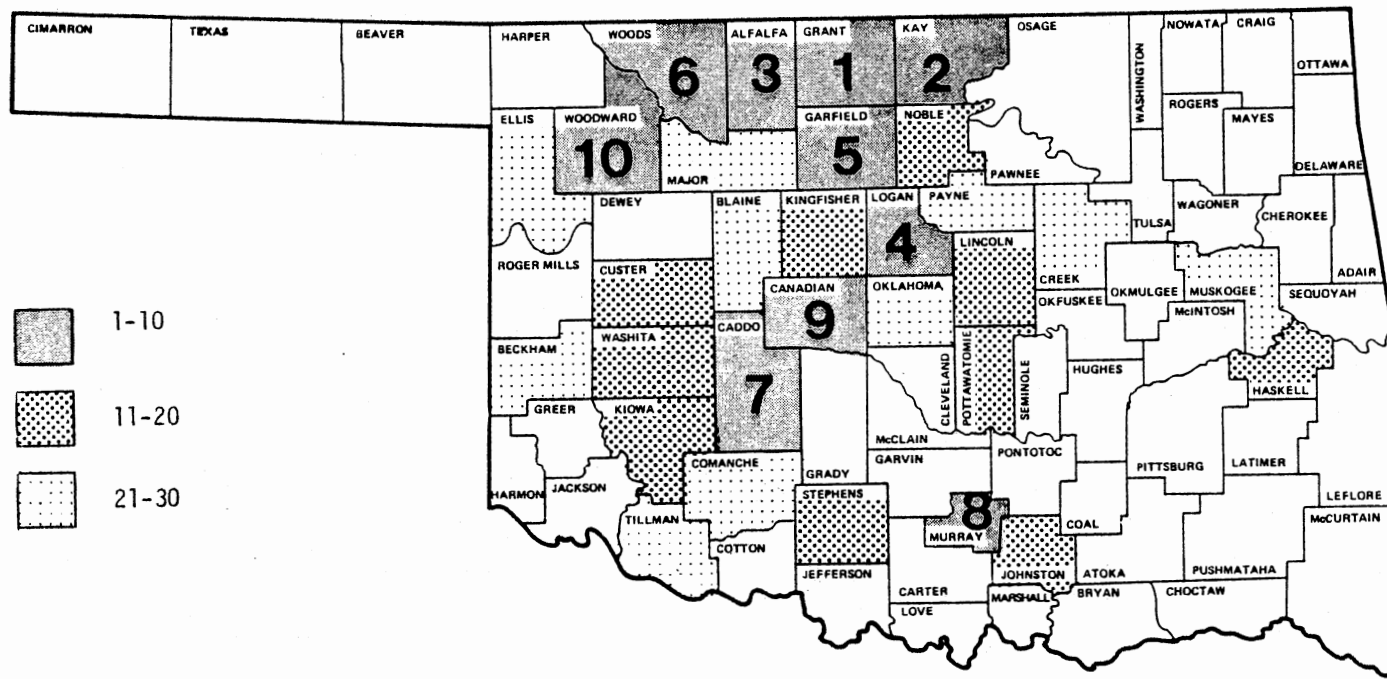 CIMARRON
TEXAS
BEAVER
HARPER
WOODS
ALFALFA
GRANT
KAY
OSAGE
WASHINGTON
NOWATA
CRAIG
OTTAWA
6
3
1
2
ELLIS
WOODWARD
10
MAJOR
GARFIELD
5
NOBLE
PAWNEE
ROGERS
MAYES
DELAWARE
DEWEY
BLAINE
KINGFISHER
LOGAN
4
PAYNE
LINCOLN
CREEK
TULSA
WAGONER
CHEROKEE
ADAIR
ROGER MILLS
CUSTER
CANADIAN
9
OKLAHOMA
OKFUSKEE
OKMULGEE
MUSKOGEE
McINTOSH
SEQUOYAH
1-10
BECKHAM
WASHITA
CADDO
7
CLEVELAND
POTTAWATOMIE
SEMINOLE
HUGHES
HASKELL
11-20
GREER
KIOWA
McCLAIN
GARVIN
PONTOTOC
PITTSBURG
LATIMER
LEFLORE
21-30
HARMON
JACKSON
COMANCHE
GRADY
STEPHENS
8
MURRAY
COAL
McCURTAIN
TILLMAN
COTTON
JEFFERSON
CARTER
LOVE
JOHNSTON
MARSHALL
ATOKA
BRYAN
PUSHMATAHA
CHOCTAW